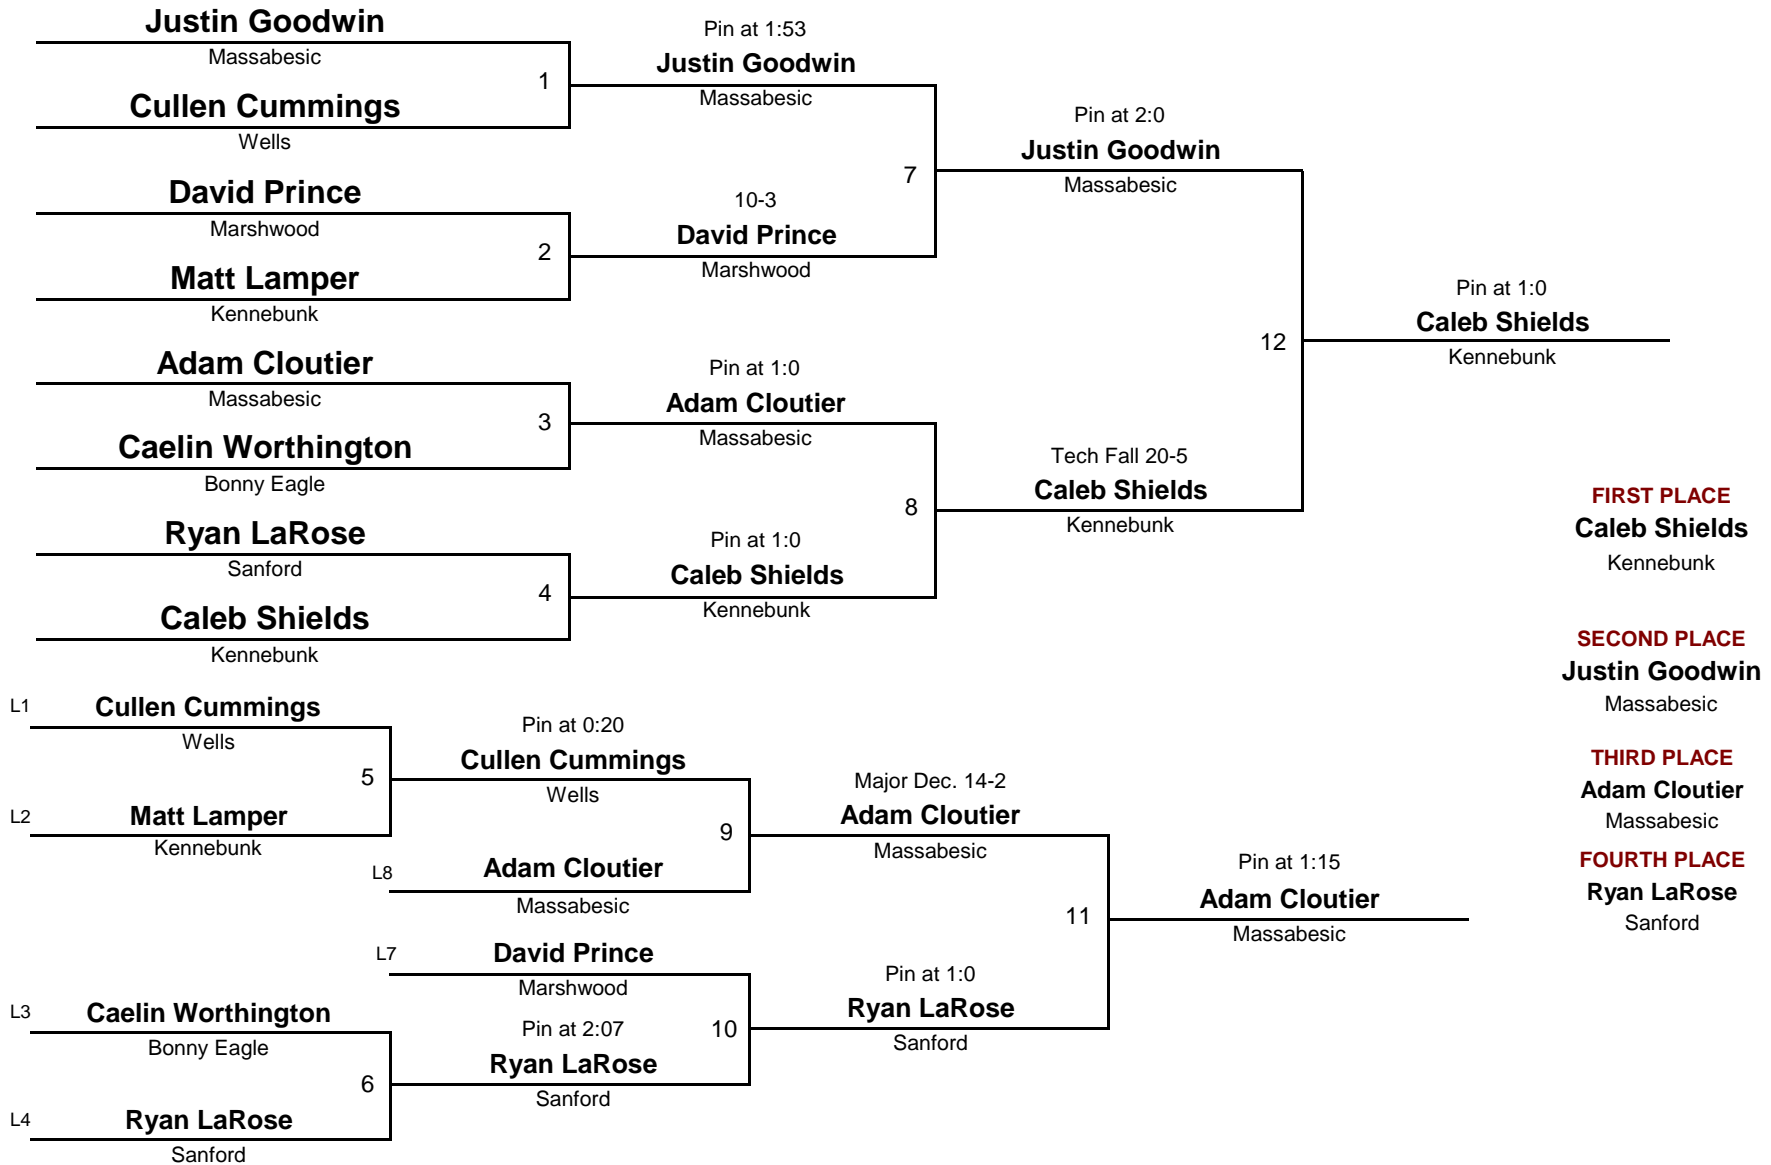 Justin Goodwin
Massabesic
1
Cullen Cummings
Wells
David Prince
Marshwood
2
Matt Lamper
Kennebunk
Adam Cloutier
Massabesic
3
Caelin Worthington
Bonny Eagle
Ryan LaRose
Sanford
4
Caleb Shields
Kennebunk
Pin at 1:53
Justin Goodwin
Massabesic
7
10-3
David Prince
Marshwood
Pin at 1:0
Adam Cloutier
Massabesic
8
Pin at 1:0
Caleb Shields
Kennebunk
Pin at 2:0
Justin Goodwin
Massabesic
12
Tech Fall 20-5
Caleb Shields
Kennebunk
Pin at 1:0
Caleb Shields
Kennebunk
FIRST PLACE
Caleb Shields
Kennebunk
SECOND PLACE
Justin Goodwin
Massabesic
THIRD PLACE
Adam Cloutier
Massabesic
FOURTH PLACE
Ryan LaRose
Sanford
L1 Cullen Cummings
Wells
5
L2 Matt Lamper
Kennebunk
L3 Caelin Worthington
Bonny Eagle
6
L4 Ryan LaRose
Sanford
Pin at 0:20
Cullen Cummings
Wells
9
L8 Adam Cloutier
Massabesic
L7 David Prince
Marshwood
10
Pin at 2:07
Ryan LaRose
Sanford
Major Dec. 14-2
Adam Cloutier
Massabesic
11
Pin at 1:0
Ryan LaRose
Sanford
Pin at 1:15
Adam Cloutier
Massabesic